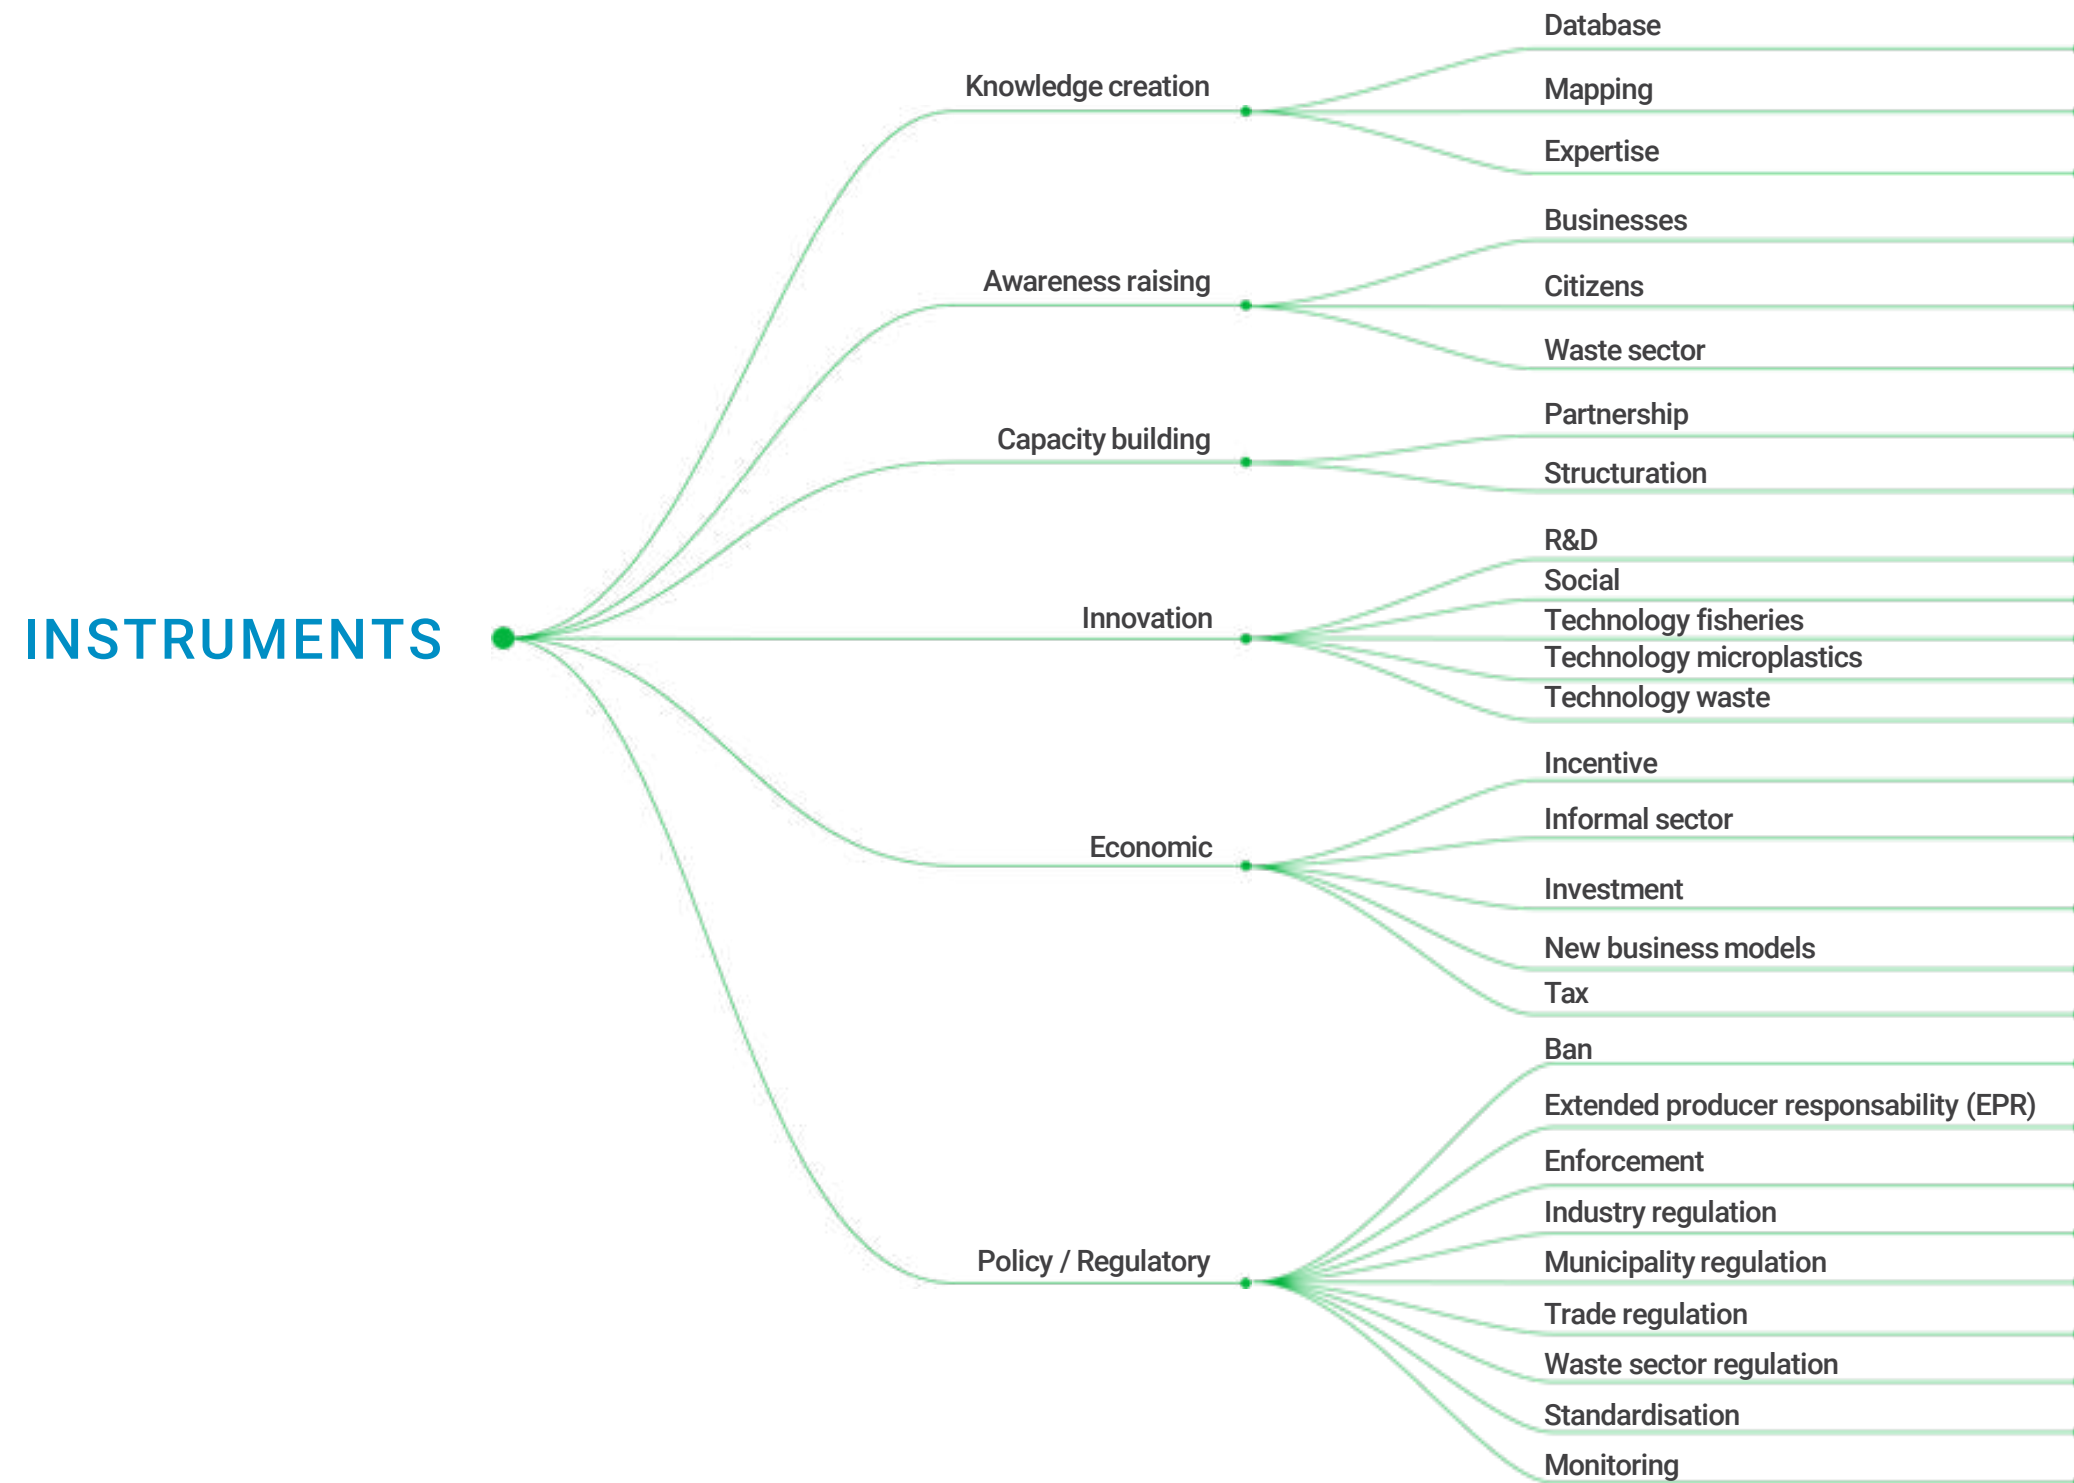 INSTRUMENTS
Knowledge creation
Database
Mapping
Expertise
Awareness raising
Businesses
Citizens
Waste sector
Capacity building
Partnership
Structuration
Innovation
R&D
Social
Technology fisheries
Technology microplastics
Technology waste
Economic
Incentive
Informal sector
Investment
New business models
Tax
Policy / Regulatory
Ban
Extended producer responsability (EPR)
Enforcement
Industry regulation
Municipality regulation
Trade regulation
Waste sector regulation
Standardisation
Monitoring